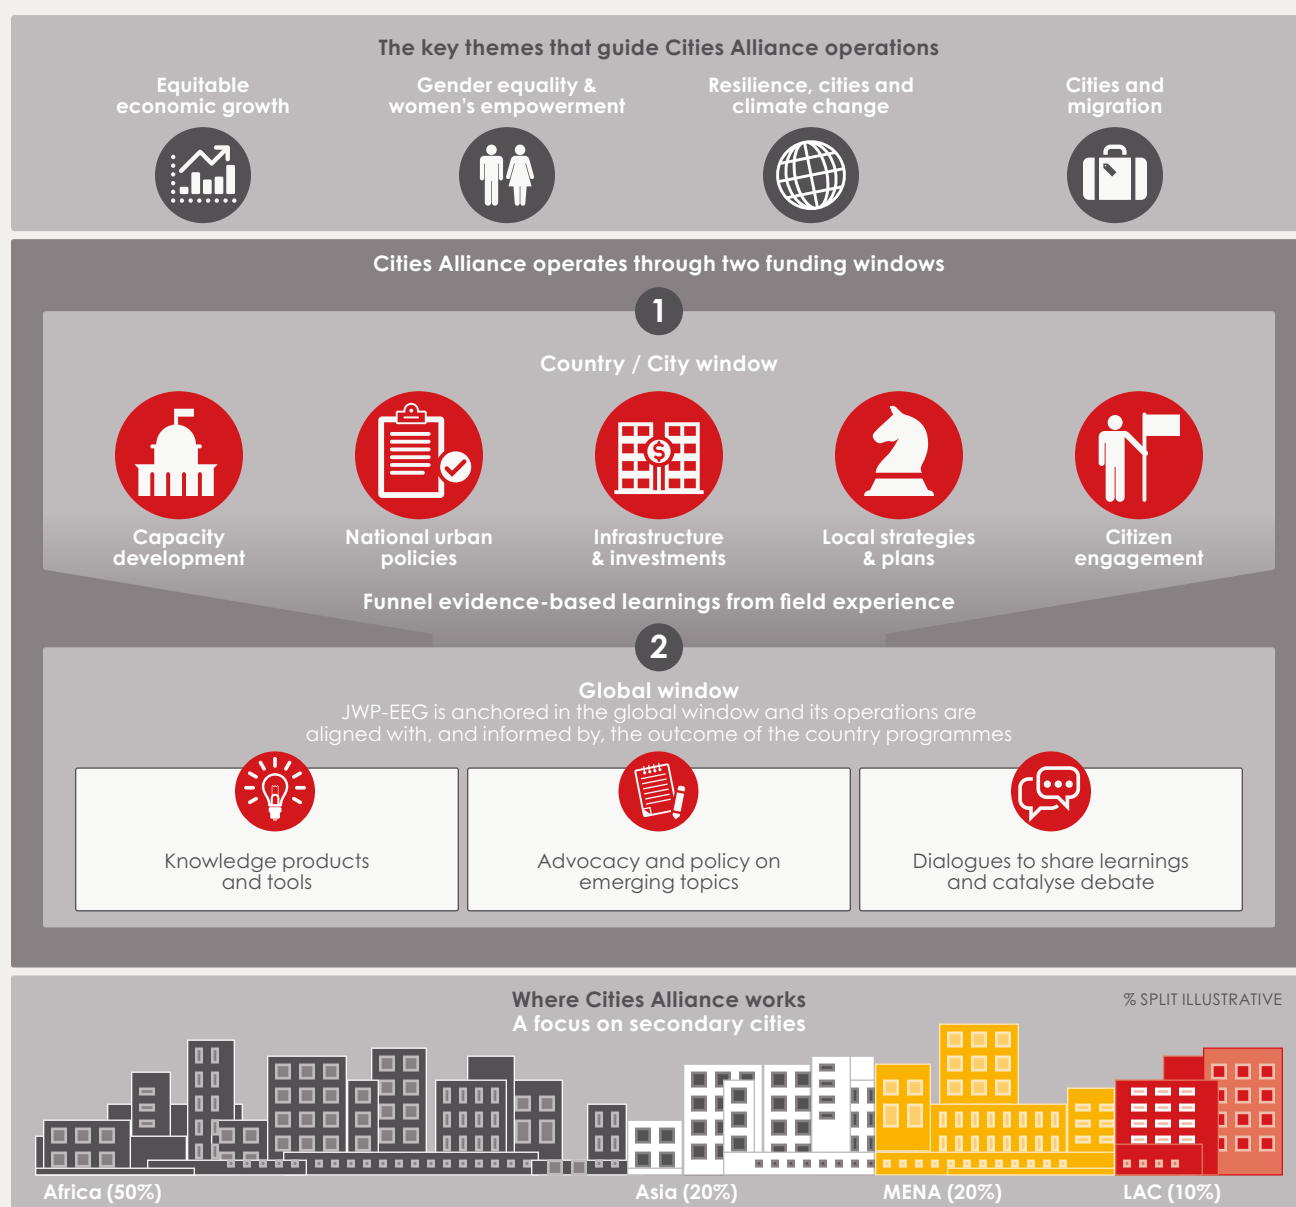 The key themes that guide Cities Alliance operations
Equitable
economic growth
Gender equality &
women's empowerment
Resilience, cities and
climate change
Cities and
migration
Cities Alliance operates through two funding windows
1
Country / City window
$
Capacity
development
National urban
policies
Infrastructure
& investments
Local strategies
& plans
Citizen
engagement
Funnel evidence-based learnings from field experience
2
Global window
JWP-EEG is anchored in the global window and its operations are
aligned with, and informed by, the outcome of the country programmes
Knowledge products
and tools
Advocacy and policy on
emerging topics
Dialogues to share learnings
and catalyse debate
Where Cities Alliance works
A focus on secondary cities
% SPLIT ILLUSTRATIVE
Africa (50%)
Asia (20%)
MENA (20%)
LAC (10%)